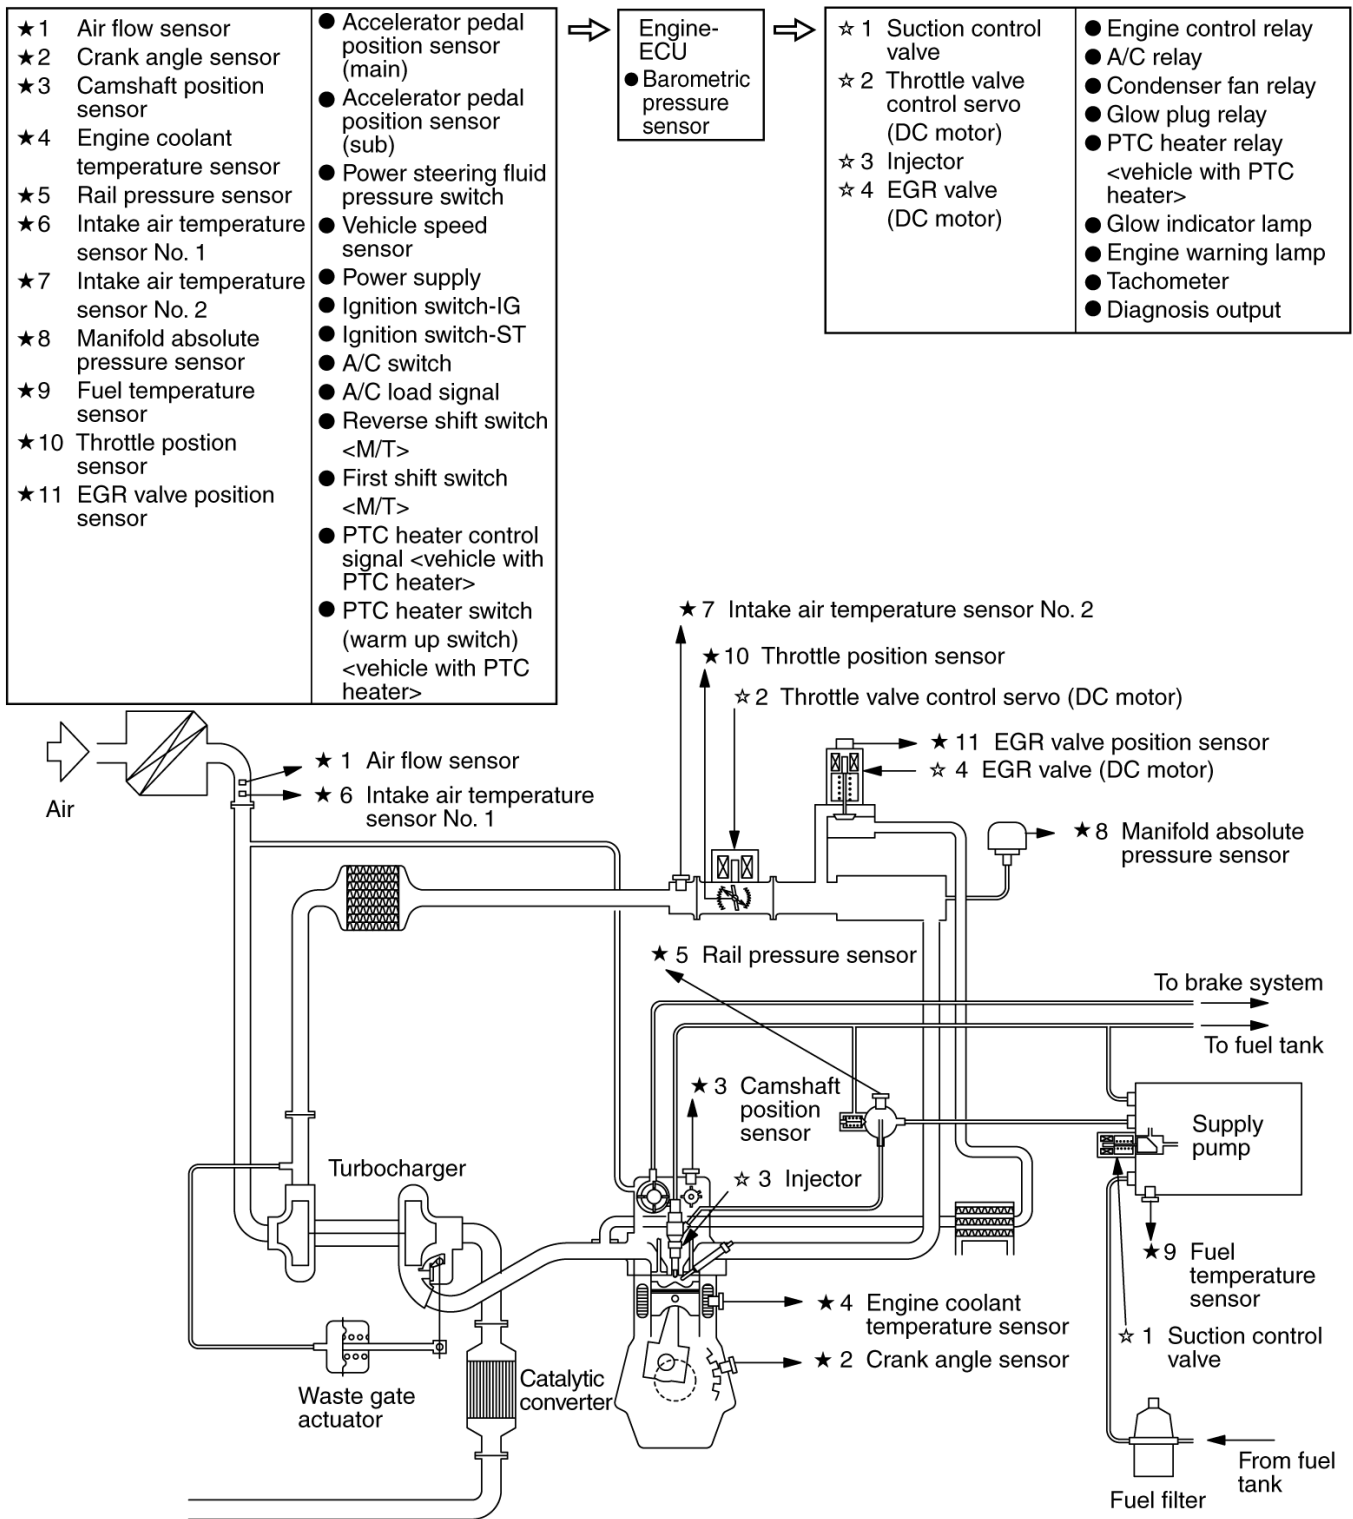 ★1 Air flow sensor
★2 Crank angle sensor
★3 Camshaft position
sensor
★4 Engine coolant
temperature sensor
★5 Rail pressure sensor
★6 Intake air temperature
sensor No. 1
★7 Intake air temperature
sensor No. 2
★8 Manifold absolute
pressure sensor
★9 Fuel temperature
sensor
★10 Throttle postion
sensor
★11 EGR valve position
sensor
● Accelerator pedal
position sensor
(main)
● Accelerator pedal
position sensor
(sub)
● Power steering fluid
pressure switch
● Vehicle speed
sensor
● Power supply
● Ignition switch-IG
● Ignition switch-ST
● A/C switch
● A/C load signal
● Reverse shift switch
<M/T>
● First shift switch
<M/T>
● PTC heater control
signal <vehicle with
PTC heater>
● PTC heater switch
(warm up switch)
<vehicle with PTC
heater>
Engine-
ECU
● Barometric
pressure
sensor
☆1 Suction control
valve
☆2 Throttle valve
control servo
(DC motor)
☆3 Injector
☆4 EGR valve
(DC motor)
● Engine control relay
● A/C relay
● Condenser fan relay
● Glow plug relay
● PTC heater relay
<vehicle with PTC
heater>
● Glow indicator lamp
● Engine warning lamp
● Tachometer
● Diagnosis output
★7 Intake air temperature sensor No. 2
★10 Throttle position sensor
☆2 Throttle valve control servo (DC motor)
★11 EGR valve position sensor
☆4 EGR valve (DC motor)
Air
★1 Air flow sensor
★6 Intake air temperature
sensor No. 1
★8 Manifold absolute
pressure sensor
★5 Rail pressure sensor
To brake system
To fuel tank
★3 Camshaft
position
sensor
Supply
pump
Turbocharger
☆3 Injector
★9 Fuel
temperature
sensor
★4 Engine coolant
temperature sensor
☆1 Suction control
valve
★2 Crank angle sensor
Waste gate
actuator
Catalytic
converter
From fuel
tank
Fuel filter